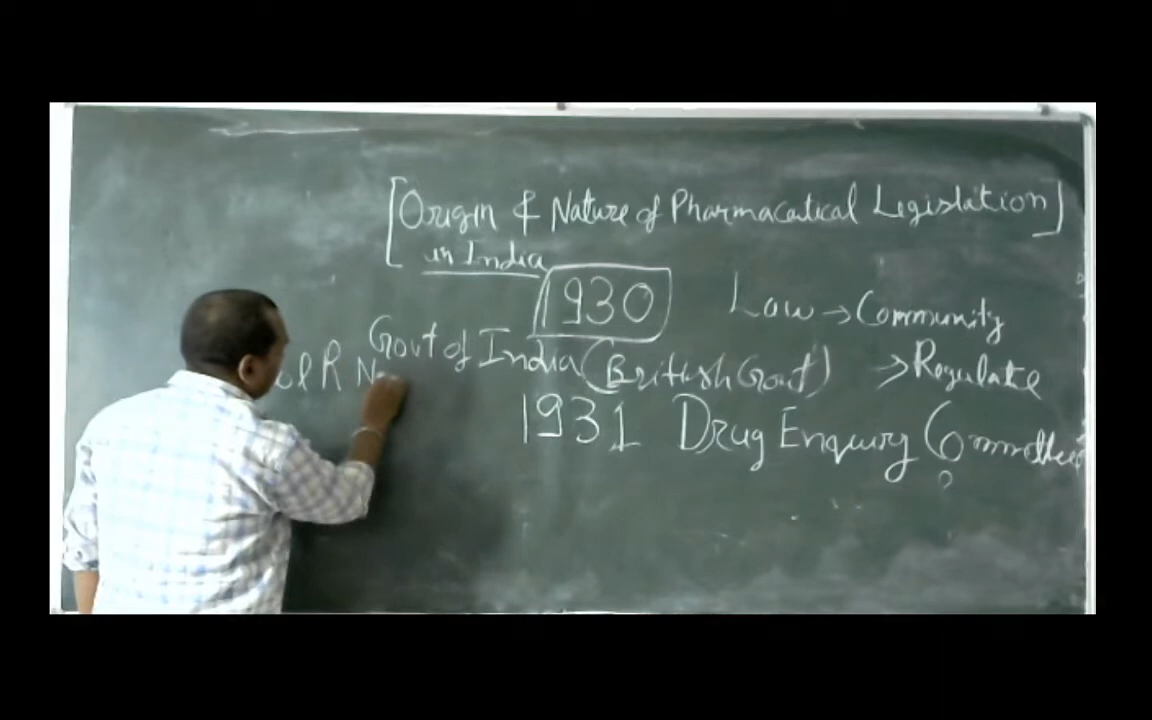 [Origin & Nature of Pharmacautical Legislation]
in India
1930
Law → Community
Govt of India (British Govt)
> Regulate
R N
1931 Drug Enquiry Committee
?